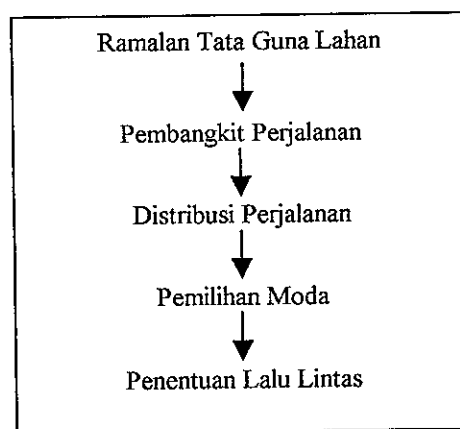 Ramalan Tata Guna Lahan
Pembangkit Perjalanan
Distribusi Perjalanan
Pemilihan Moda
Penentuan Lalu Lintas